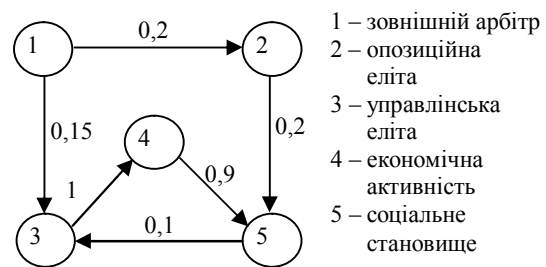 1
0,2
2
0,15
4
0,2
1
0,9
3
0,1
5
1 – зовнішній арбітр
2 – опозиційна
еліта
3 – управлінська
еліта
4 – економічна
активність
5 – соціальне
становище